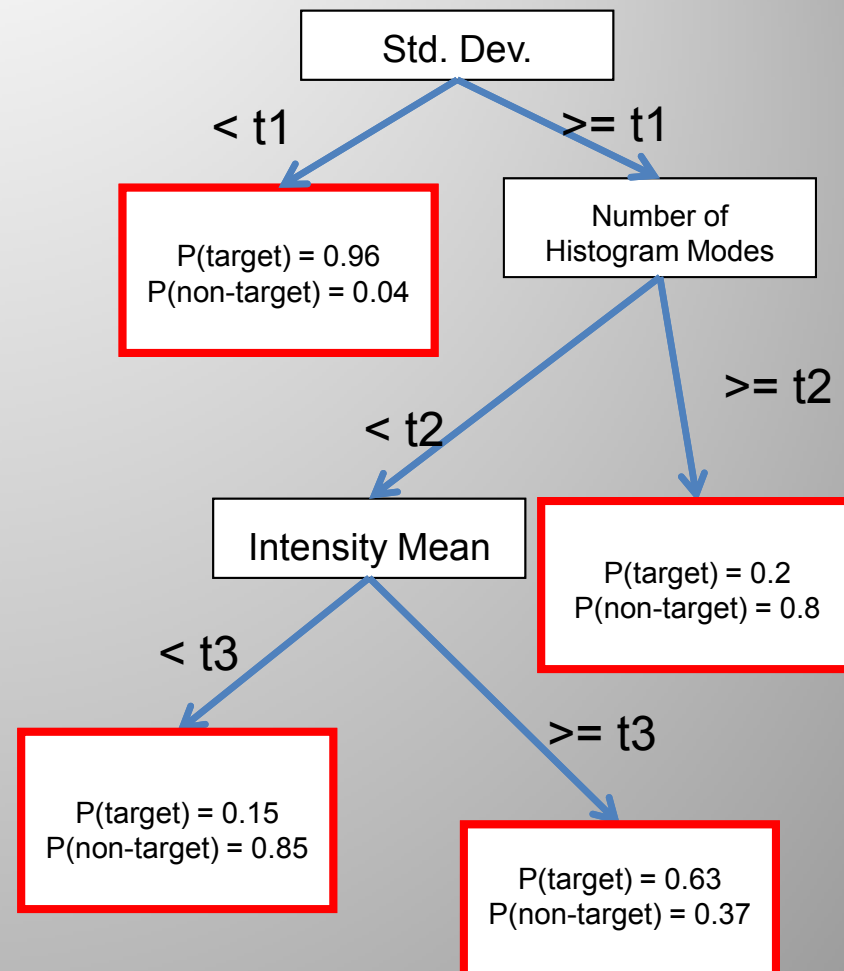 Std. Dev.
< t1
>= t1
P(target) = 0.96
P(non-target) = 0.04
Number of
Histogram Modes
< t2
>= t2
Intensity Mean
P(target) = 0.2
P(non-target) = 0.8
< t3
>= t3
P(target) = 0.15
P(non-target) = 0.85
P(target) = 0.63
P(non-target) = 0.37